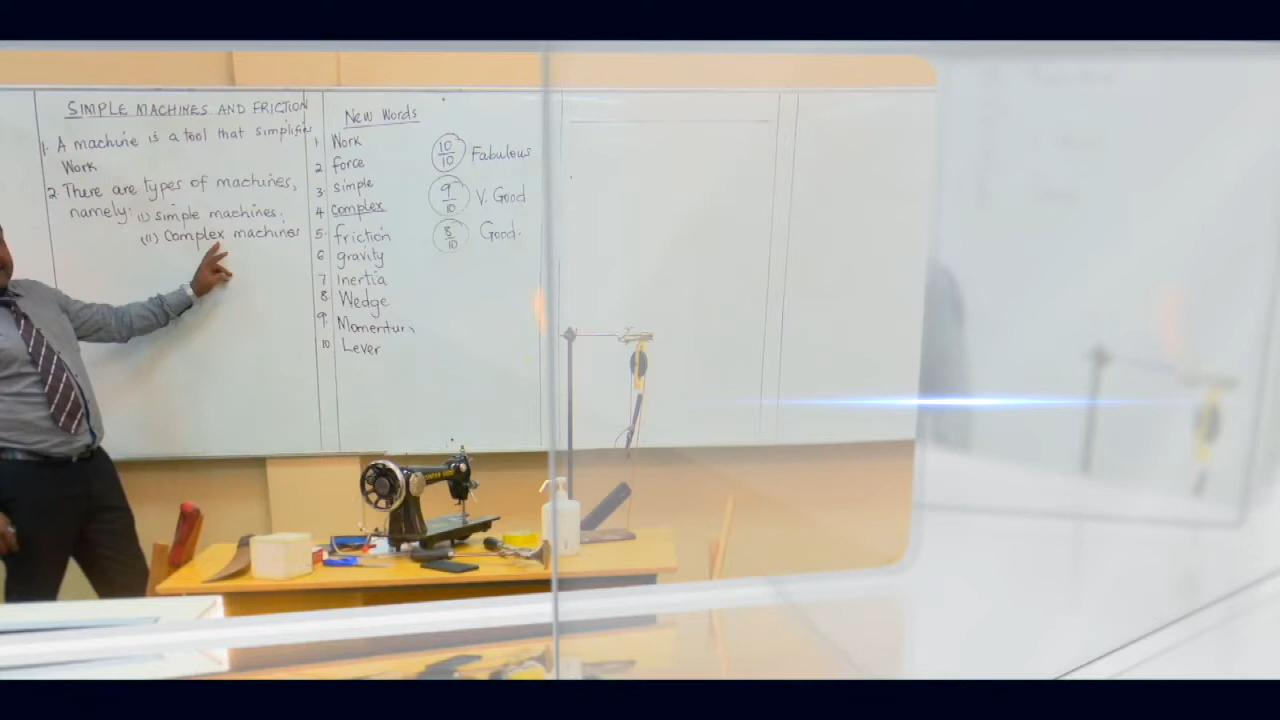 SIMPLE MACHINES AND FRICTION
1. A machine is a tool that simplifies
Work
2. There are types of machines,
namely: (i) simple machines,
(ii) Complex machines
New Words
1 Work
2 force
3. simple
4 complex
5. friction
6 gravity
7 Inertia
8. Wedge
9. Momentum
10 Lever
10/10 Fabulous
9/10 V. Good
8/10 Good.